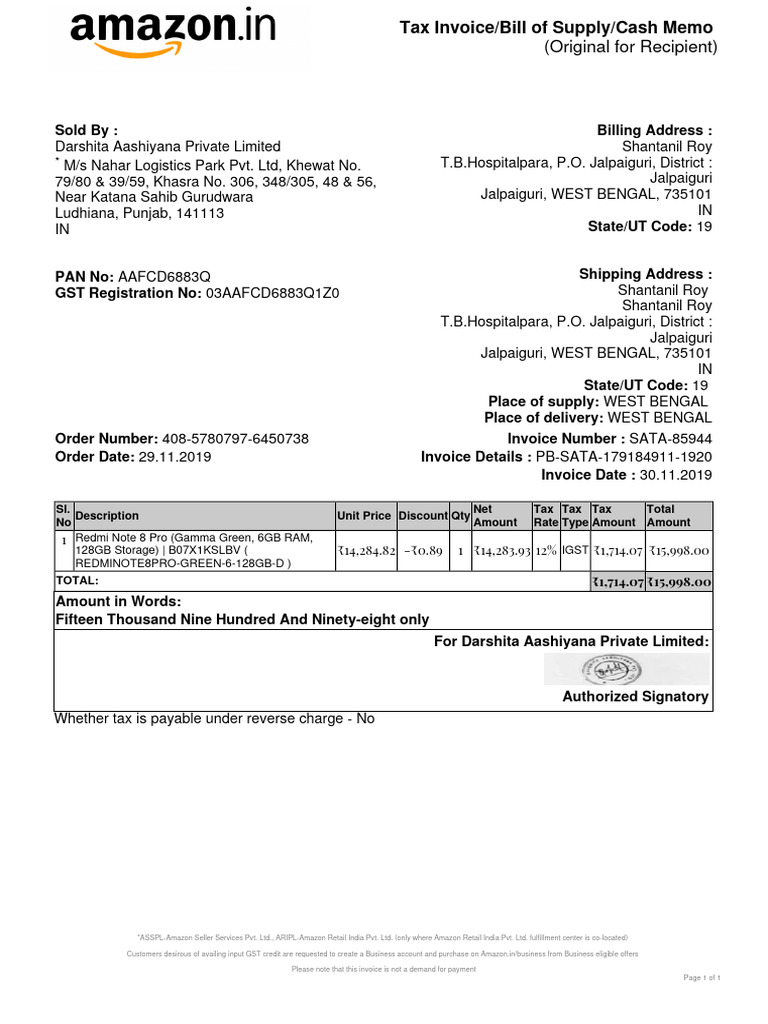 amazon.in
Tax Invoice/Bill of Supply/Cash Memo
(Original for Recipient)
Sold By :
Darshita Aashiyana Private Limited
* M/s Nahar Logistics Park Pvt. Ltd, Khewat No.
79/80 & 39/59, Khasra No. 306, 348/305, 48 & 56,
Near Katana Sahib Gurudwara
Ludhiana, Punjab, 141113
IN
PAN No: AAFCD6883Q
GST Registration No: 03AAFCD6883Q1Z0
Billing Address :
Shantanil Roy
T.B.Hospitalpara, P.O. Jalpaiguri, District :
Jalpaiguri
Jalpaiguri, WEST BENGAL, 735101
IN
State/UT Code: 19
Shipping Address :
Shantanil Roy
Shantanil Roy
T.B.Hospitalpara, P.O. Jalpaiguri, District :
Jalpaiguri
Jalpaiguri, WEST BENGAL, 735101
IN
State/UT Code: 19
Place of supply: WEST BENGAL
Place of delivery: WEST BENGAL
Order Number: 408-5780797-6450738
Order Date: 29.11.2019
Invoice Number : SATA-85944
Invoice Details : PB-SATA-179184911-1920
Invoice Date : 30.11.2019
Sl. No Description Unit Price Discount Qty Net Amount Tax Rate Tax Type Tax Amount Total Amount
1 Redmi Note 8 Pro (Gamma Green, 6GB RAM,
128GB Storage) | B07X1KSLBV (
REDMINOTE8PRO-GREEN-6-128GB-D )
₹14,284.82 -₹0.89 1 ₹14,283.93 12% IGST ₹1,714.07 ₹15,998.00
TOTAL: ₹1,714.07 ₹15,998.00
Amount in Words:
Fifteen Thousand Nine Hundred And Ninety-eight only
For Darshita Aashiyana Private Limited:
Authorized Signatory
Whether tax is payable under reverse charge - No
*ASSPL-Amazon Seller Services Pvt. Ltd., ARIPL-Amazon Retail India Pvt. Ltd. (only where Amazon Retail India Pvt. Ltd. fulfillment center is co-located)
Customers desirous of availing input GST credit are requested to create a Business account and purchase on Amazon.in/business from Business eligible offers
Please note that this invoice is not a demand for payment
Page 1 of 1